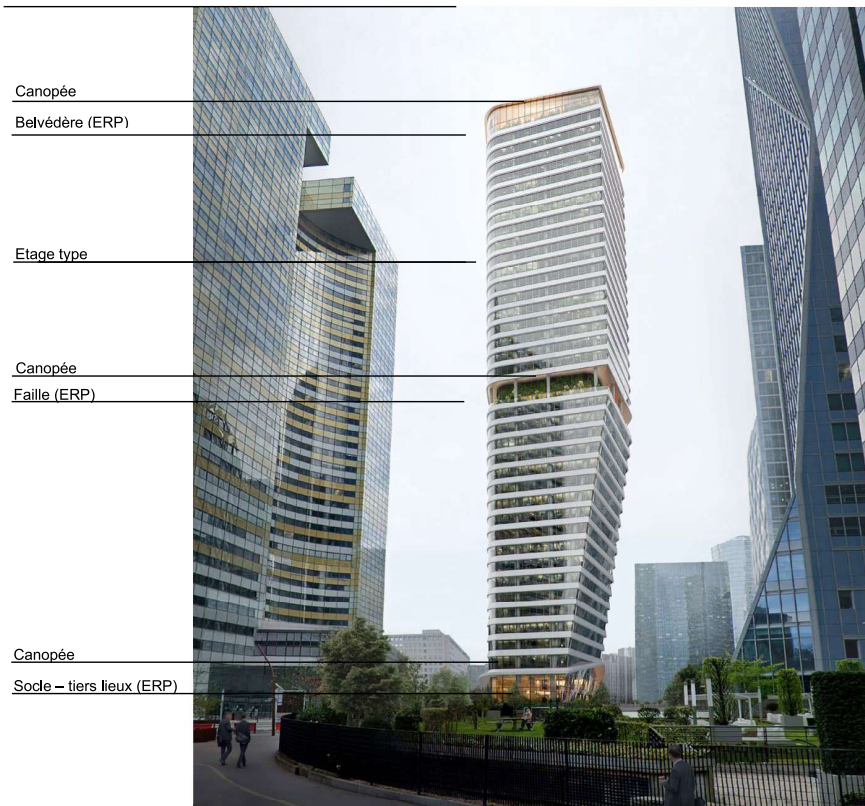 Canopée
Belvédère (ERP)
Etage type
Canopée
Faille (ERP)
Canopée
Socle – tiers lieux (ERP)